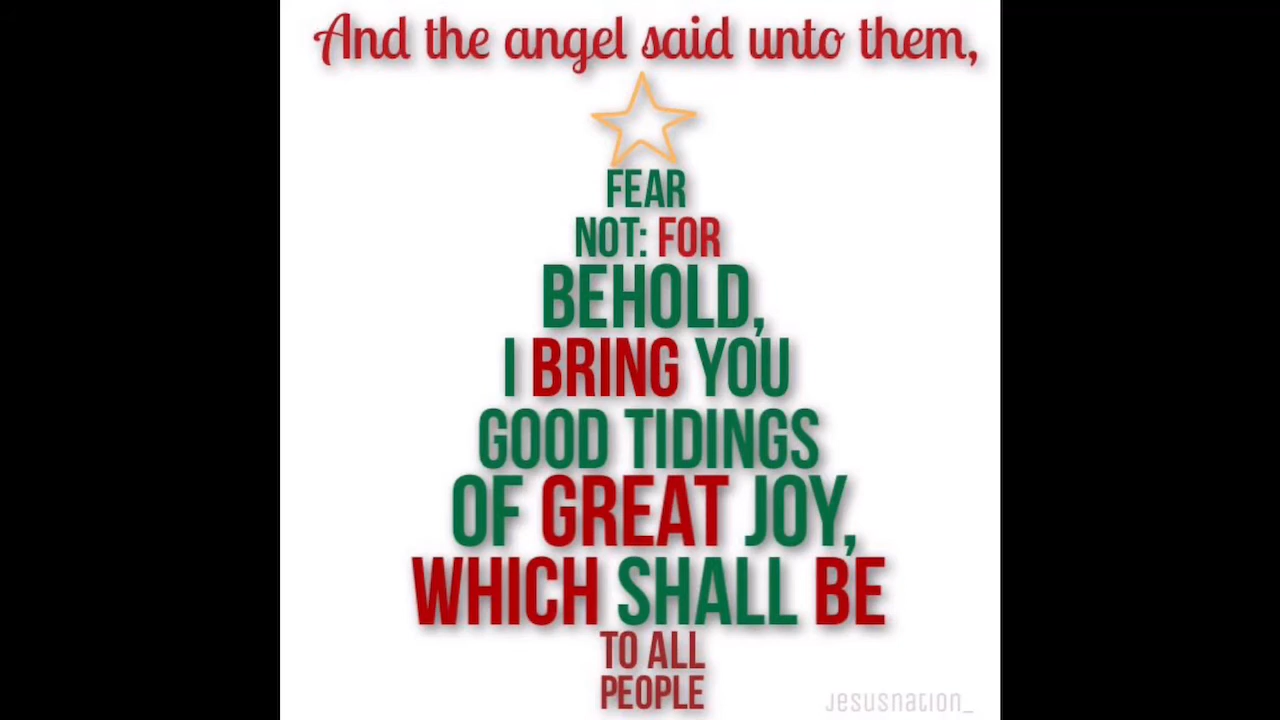 And the angel said unto them,
FEAR
NOT: FOR
BEHOLD,
I BRING YOU
GOOD TIDINGS
OF GREAT JOY,
WHICH SHALL BE
TO ALL
PEOPLE
Jesusnation_